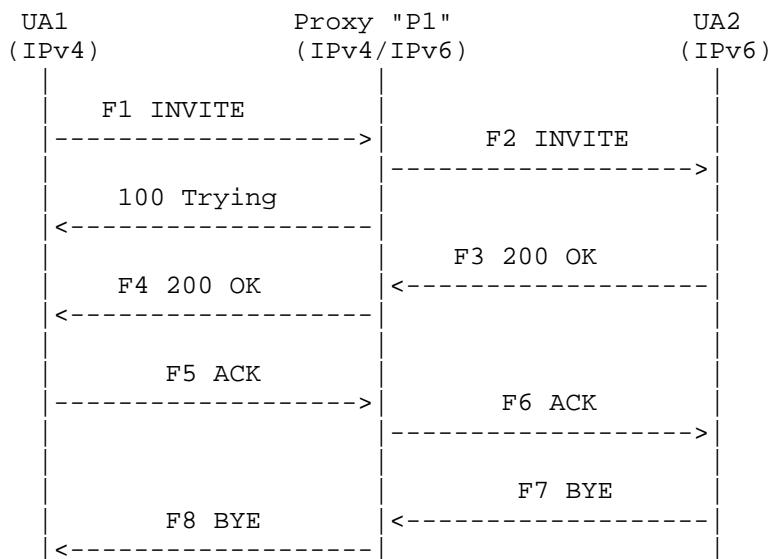 UA1 Proxy "P1" UA2
(IPv4) (IPv4/IPv6) (IPv6)
F1 INVITE
F2 INVITE
100 Trying
F3 200 OK
F4 200 OK
F5 ACK
F6 ACK
F7 BYE
F8 BYE